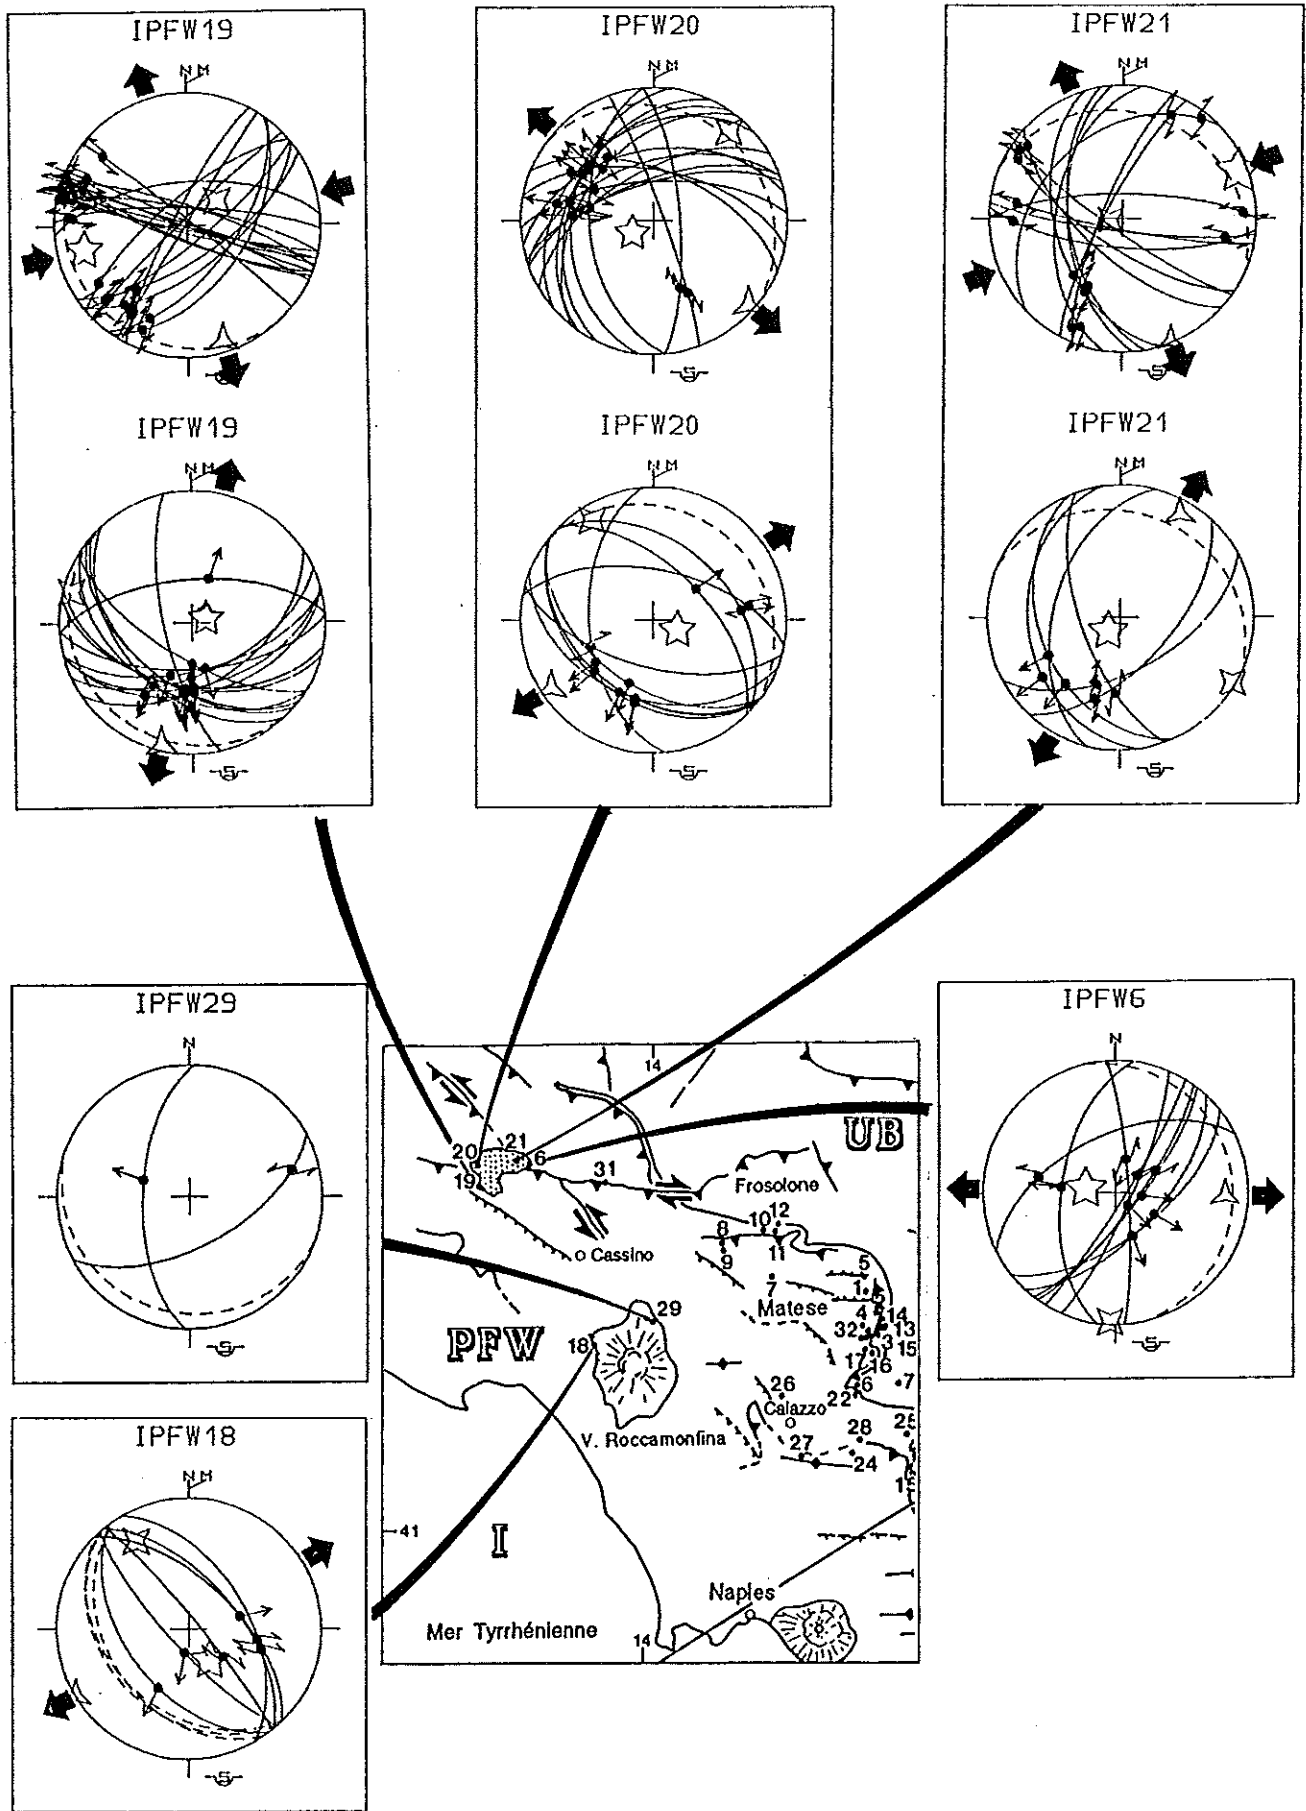 IPFW19
IPFW20
IPFW21
N M
N M
N M
S
S
S
IPFW19
IPFW20
IPFW21
N M
N M
N M
S
S
S
IPFW29
IPFW6
N
N
S
S
14
UB
20
21
6
19
31
Frosolone
Cassino
10
12
8
11
9
5
7
1
Matese
29
14
4
13
32
3
15
PFW
18
17
16
26
6
7
22
Calazzo
V. Roccamonfina
28
27
24
IPFW18
N M
S
41
I
Naples
Mer Tyrrhénienne
14